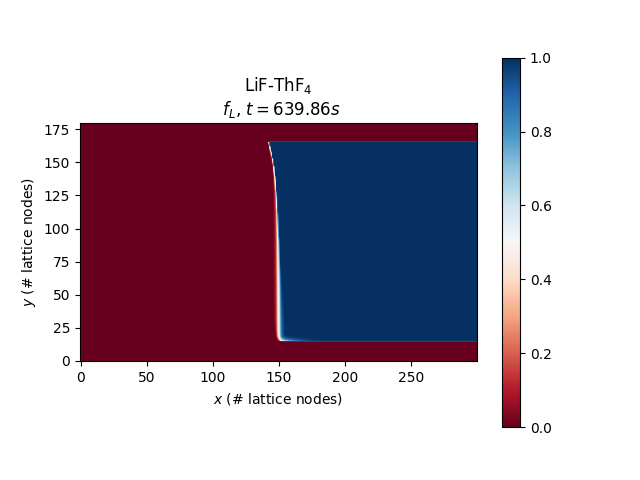 LiF-ThF₄
f_L, t = 639.86s
y (# lattice nodes)
175
150
125
100
75
50
25
0
0 50 100 150 200 250
x (# lattice nodes)
1.0
0.8
0.6
0.4
0.2
0.0